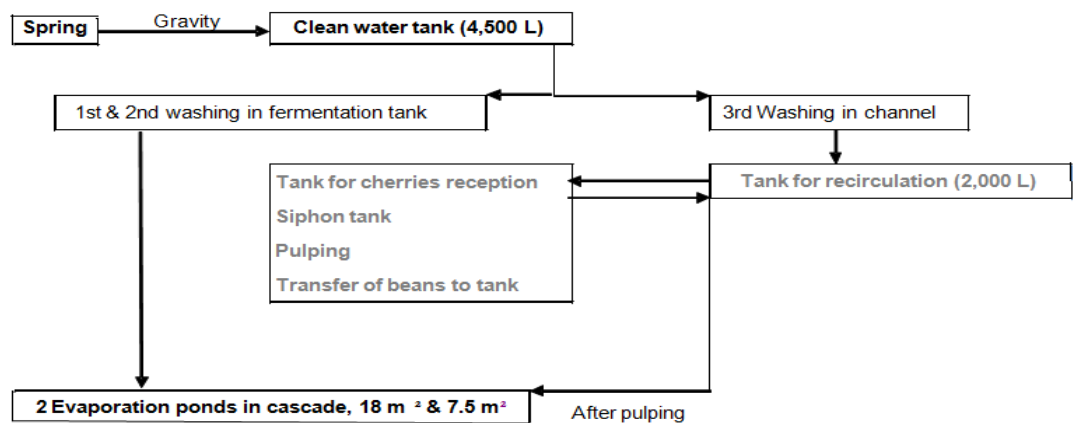 Spring
Gravity
Clean water tank (4,500 L)
1st & 2nd washing in fermentation tank
3rd Washing in channel
Tank for cherries reception
Siphon tank
Pulping
Transfer of beans to tank
Tank for recirculation (2,000 L)
2 Evaporation ponds in cascade, 18 m ² & 7.5 m²
After pulping